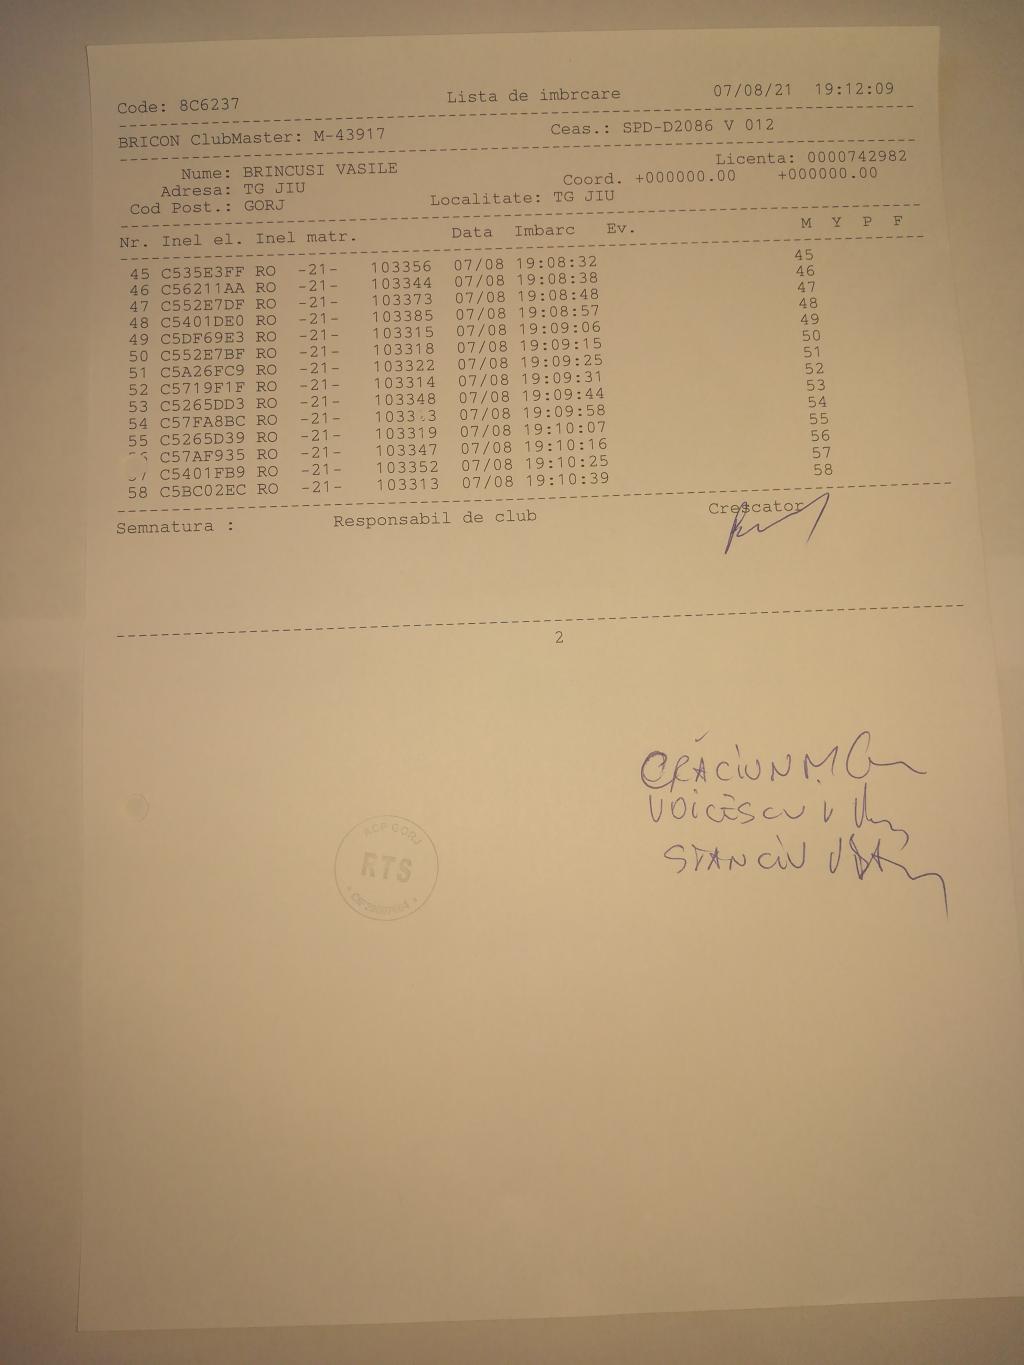 Code: 8C6237 Lista de imbrcare 07/08/21 19:12:09
BRICON ClubMaster: M-43917 Ceas.: SPD-D2086 V 012
Nume: BRINCUSI VASILE Licenta: 0000742982
Adresa: TG JIU Coord. +000000.00 +000000.00
Cod Post.: GORJ Localitate: TG JIU
Nr. Inel el. Inel matr. Data Imbarc Ev. M Y P F
45 C535E3FF RO -21- 103356 07/08 19:08:32 45
46 C56211AA RO -21- 103344 07/08 19:08:38 46
47 C552E7DF RO -21- 103373 07/08 19:08:48 47
48 C5401DE0 RO -21- 103385 07/08 19:08:57 48
49 C5DF69E3 RO -21- 103315 07/08 19:09:06 49
50 C552E7BF RO -21- 103318 07/08 19:09:15 50
51 C5A26FC9 RO -21- 103322 07/08 19:09:25 51
52 C5719F1F RO -21- 103314 07/08 19:09:31 52
53 C5265DD3 RO -21- 103348 07/08 19:09:44 53
54 C57FA8BC RO -21- 07/08 19:09:58 54
55 C5265D39 RO -21- 103319 07/08 19:10:07 55
C57AF935 RO -21- 103347 07/08 19:10:16 56
C5401FB9 RO -21- 103352 07/08 19:10:25 57
58 C5BC02EC RO -21- 103313 07/08 19:10:39 58
Semnatura : Responsabil de club Crescator
2
CRĂCIUN M.
VOICESCU V
STANCIU
ACP GORJ
RTS